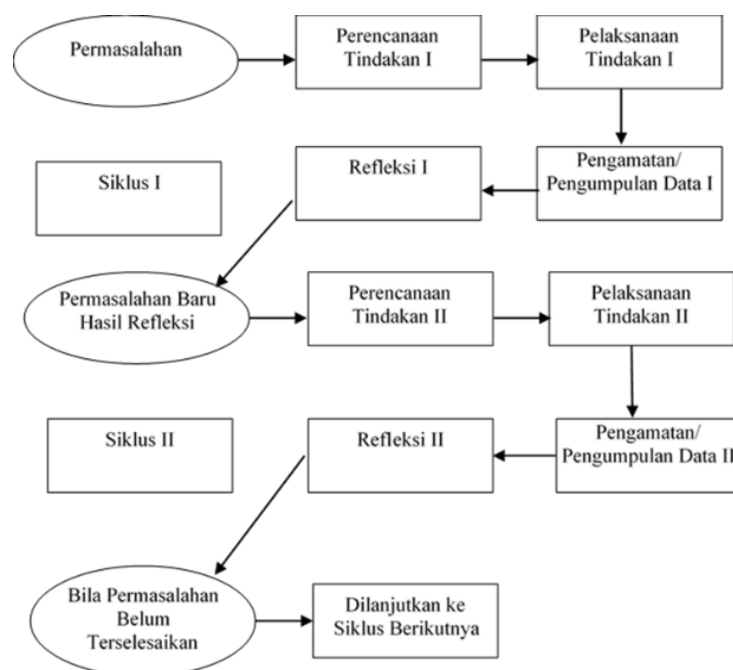 Permasalahan
Perencanaan
Tindakan I
Pelaksanaan
Tindakan I
Siklus I
Refleksi I
Pengamatan/
Pengumpulan Data I
Permasalahan Baru
Hasil Refleksi
Perencanaan
Tindakan II
Pelaksanaan
Tindakan II
Siklus II
Refleksi II
Pengamatan/
Pengumpulan Data II
Bila Permasalahan
Belum
Terselesaikan
Dilanjutkan ke
Siklus Berikutnya